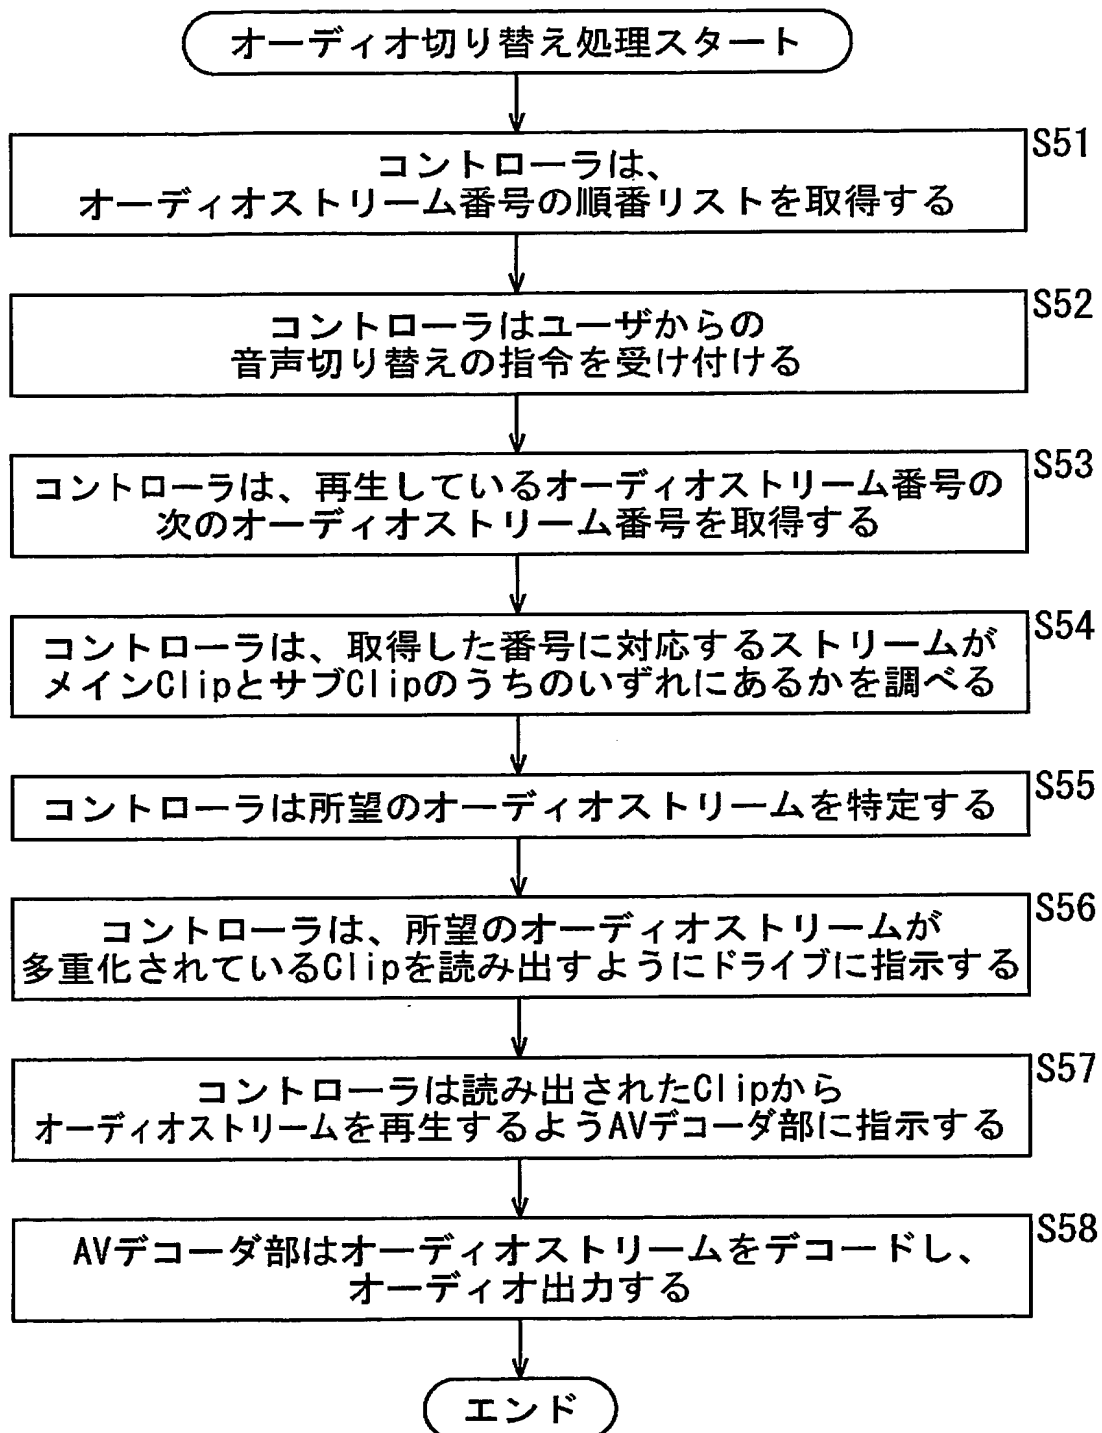 オーディオ切り替え処理スタート
S51
コントローラは、
オーディオストリーム番号の順番リストを取得する
S52
コントローラはユーザからの
音声切り替えの指令を受け付ける
S53
コントローラは、再生しているオーディオストリーム番号の
次のオーディオストリーム番号を取得する
S54
コントローラは、取得した番号に対応するストリームが
メインClipとサブClipのうちのいずれにあるかを調べる
S55
コントローラは所望のオーディオストリームを特定する
S56
コントローラは、所望のオーディオストリームが
多重化されているClipを読み出すようにドライブに指示する
S57
コントローラは読み出されたClipから
オーディオストリームを再生するようAVデコーダ部に指示する
S58
AVデコーダ部はオーディオストリームをデコードし、
オーディオ出力する
エンド